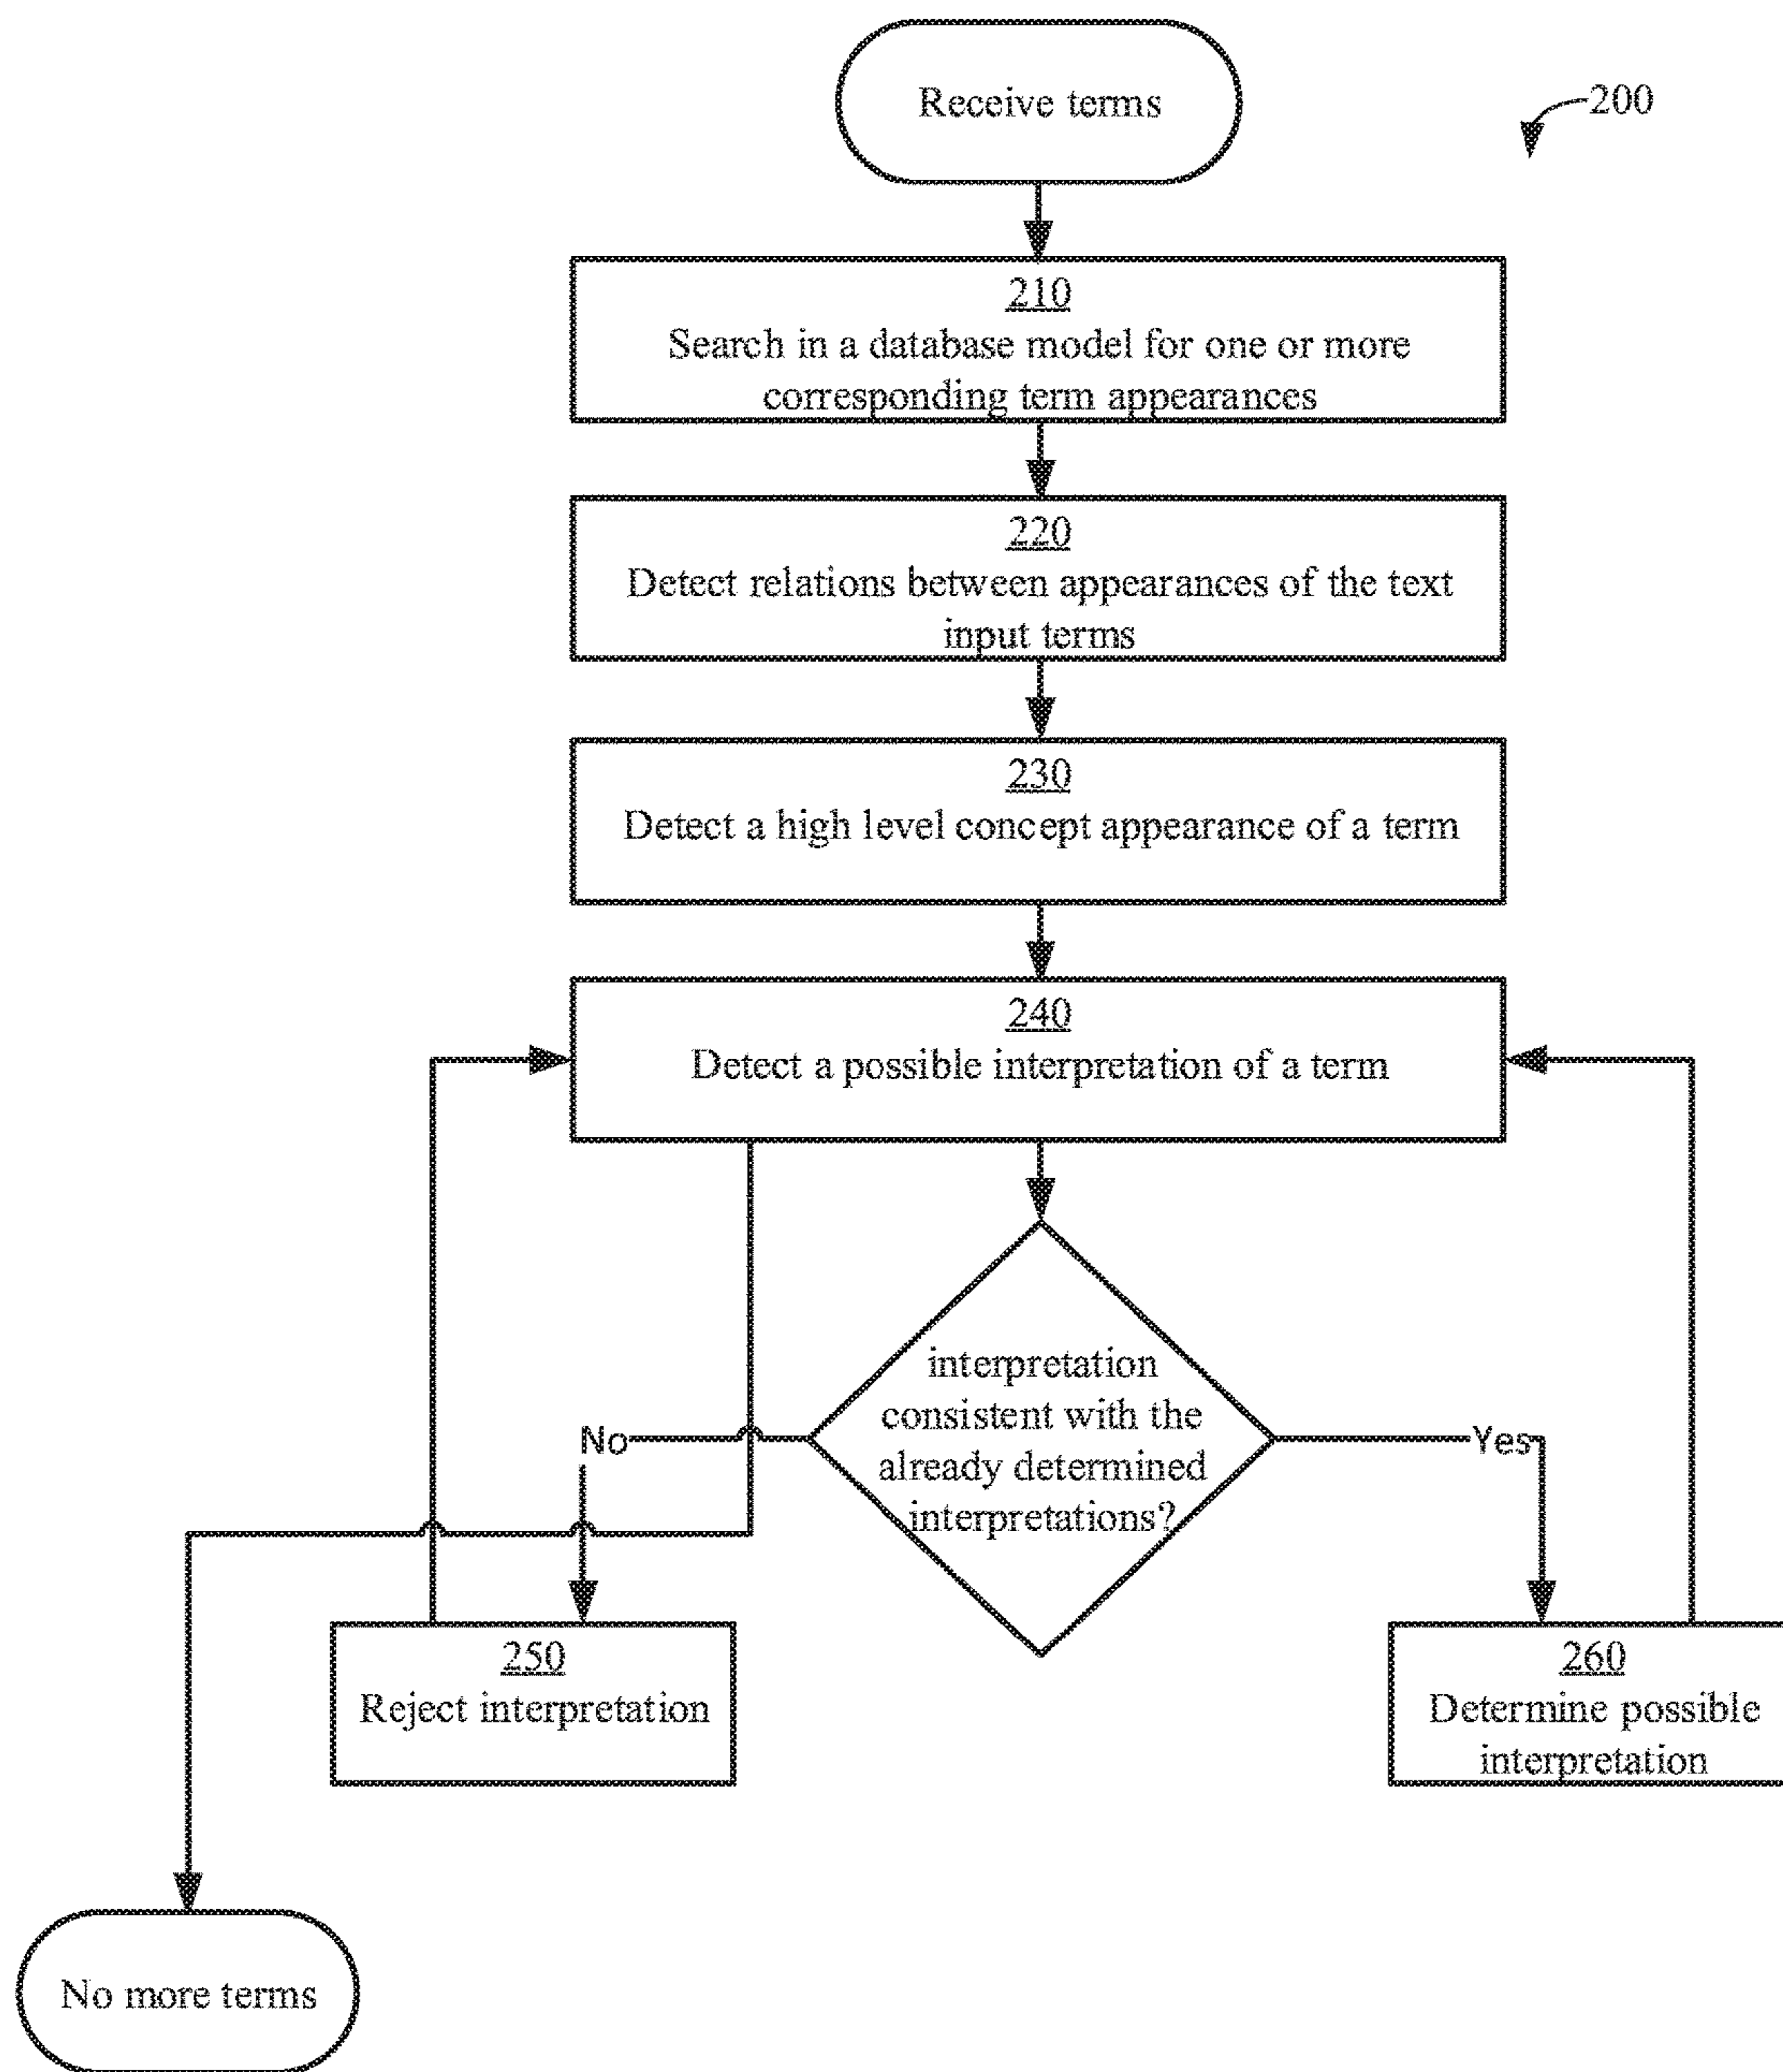 Receive terms
200
210
Search in a database model for one or more
corresponding term appearances
220
Detect relations between appearances of the text
input terms
230
Detect a high level concept appearance of a term
240
Detect a possible interpretation of a term
interpretation
consistent with the
already determined
interpretations?
No
Yes
250
Reject interpretation
260
Determine possible
interpretation
No more terms